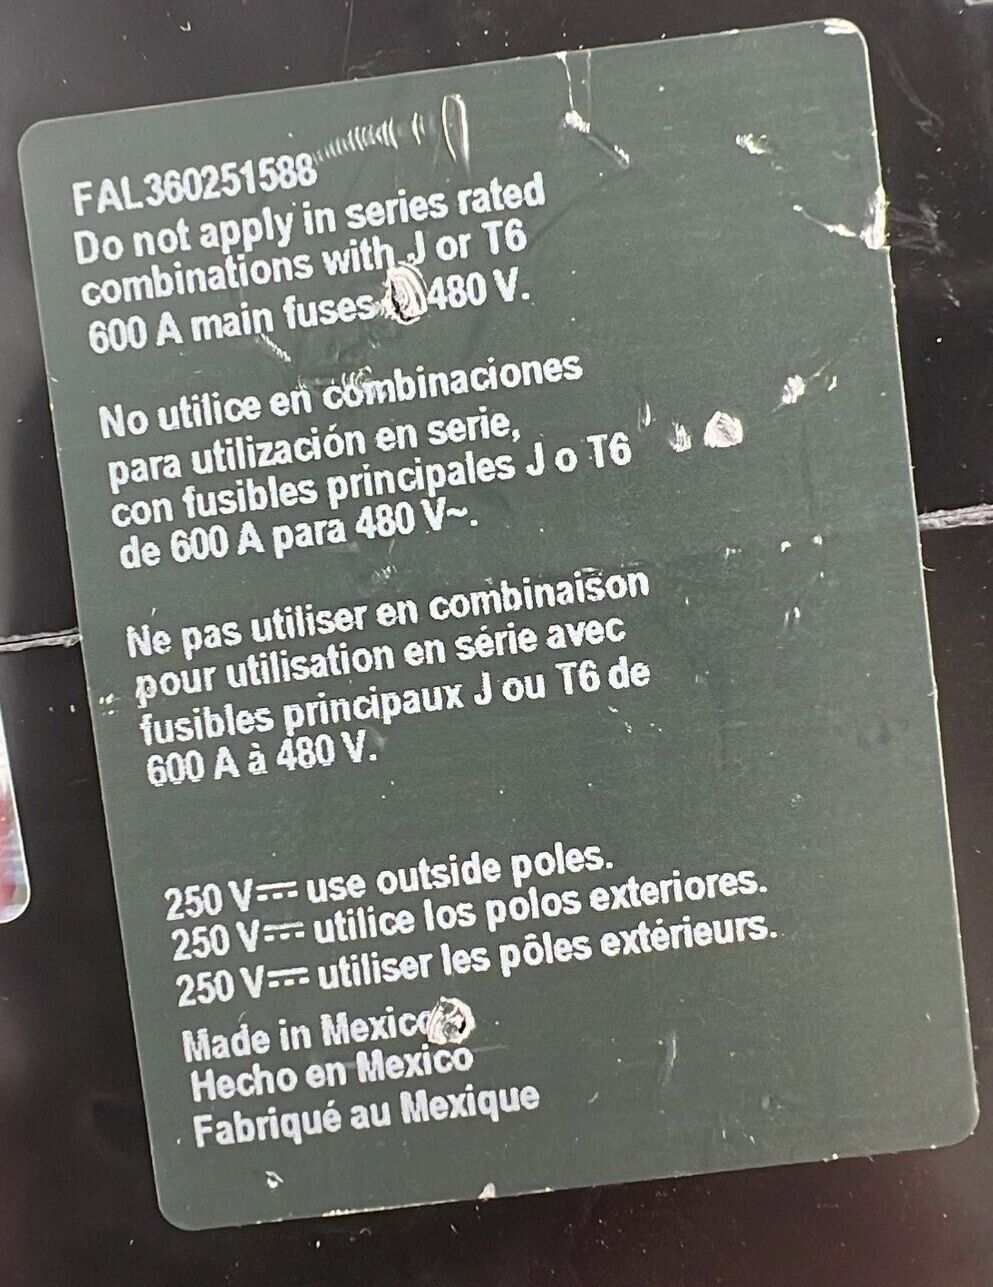 FAL360251588
Do not apply in series rated
combinations with J or T6
600 A main fuses 480 V.
No utilice en combinaciones
para utilización en serie,
con fusibles principales J o T6
de 600 A para 480 V~.
Ne pas utiliser en combinaison
pour utilisation en série avec
fusibles principaux J ou T6 de
600 A à 480 V.
250 V⎓ use outside poles.
250 V⎓ utilice los polos exteriores.
250 V⎓ utiliser les pôles extérieurs.
Made in Mexico
Hecho en Mexico
Fabriqué au Mexique